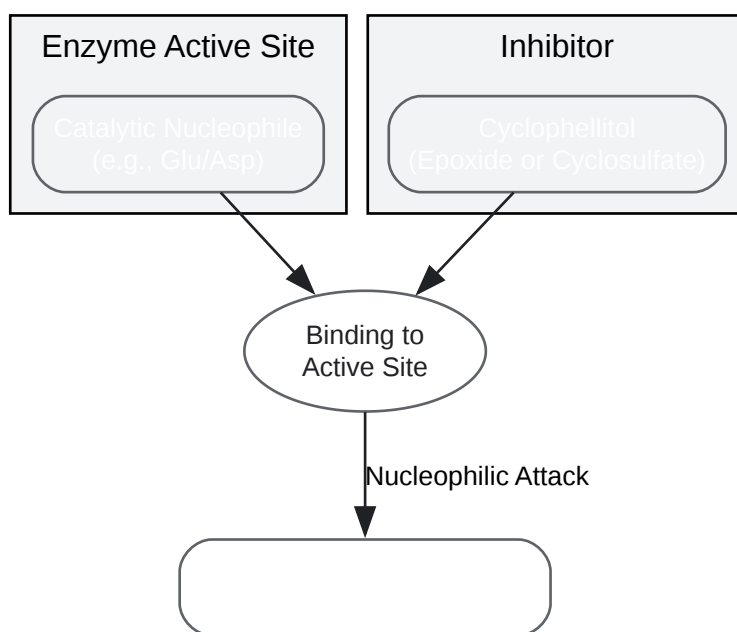 Enzyme Active Site
Inhibitor
Catalytic Nucleophile
(e.g., Glu/Asp)
Cyclophellitol
(Epoxide or Cyclosulfate)
Binding to
Active Site
Nucleophilic Attack